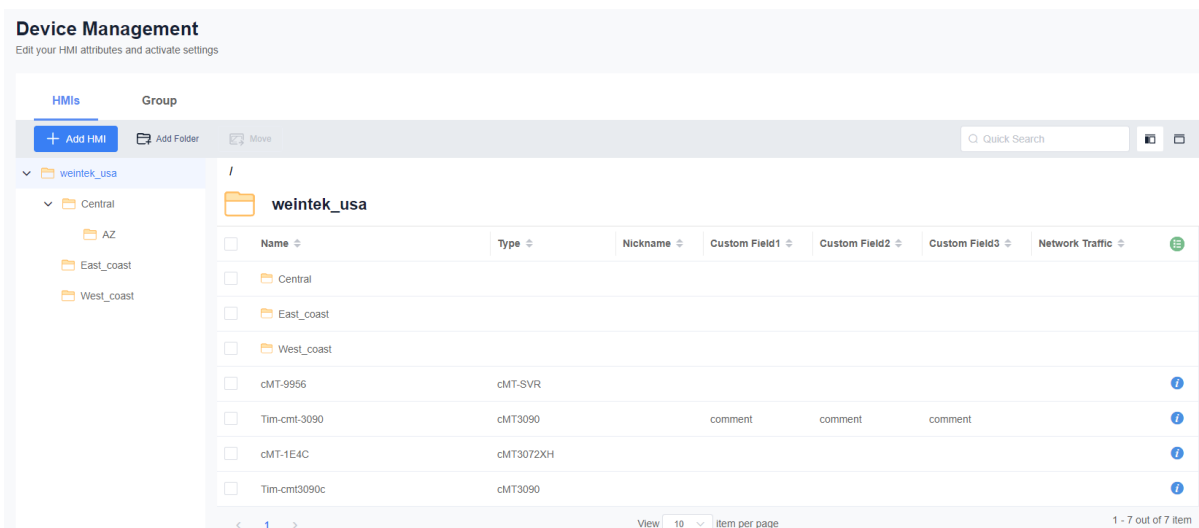 Device Management
Edit your HMI attributes and activate settings
HMIs Group
Add HMI Add Folder Move Quick Search
weintek_usa
Central
AZ
East_coast
West_coast
/
weintek_usa
Name Type Nickname Custom Field1 Custom Field2 Custom Field3 Network Traffic
Central
East_coast
West_coast
cMT-9956 cMT-SVR
Tim-cmt-3090 cMT3090 comment comment comment
cMT-1E4C cMT3072XH
Tim-cmt3090c cMT3090
< 1 > View 10 item per page 1 - 7 out of 7 item